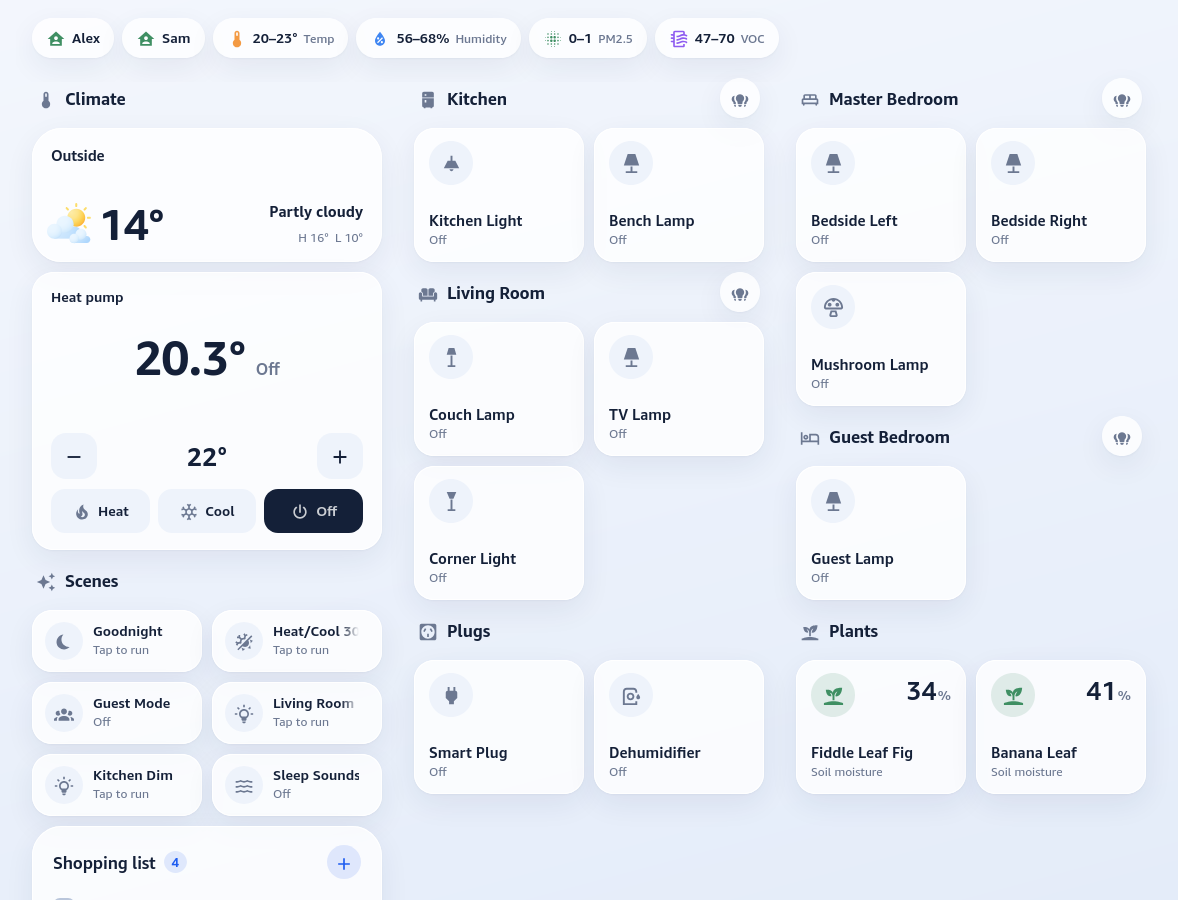 Alex
Sam
20–23° Temp
56–68% Humidity
0–1 PM2.5
47–70 VOC
Climate
Outside
14°
Partly cloudy
H 16° L 10°
Heat pump
20.3° Off
22°
Heat
Cool
Off
Scenes
Goodnight
Tap to run
Heat/Cool 30
Tap to run
Guest Mode
Off
Living Room
Tap to run
Kitchen Dim
Tap to run
Sleep Sounds
Off
Shopping list 4
Kitchen
Kitchen Light
Off
Bench Lamp
Off
Living Room
Couch Lamp
Off
TV Lamp
Off
Corner Light
Off
Plugs
Smart Plug
Off
Dehumidifier
Off
Master Bedroom
Bedside Left
Off
Bedside Right
Off
Mushroom Lamp
Off
Guest Bedroom
Guest Lamp
Off
Plants
34%
Fiddle Leaf Fig
Soil moisture
41%
Banana Leaf
Soil moisture